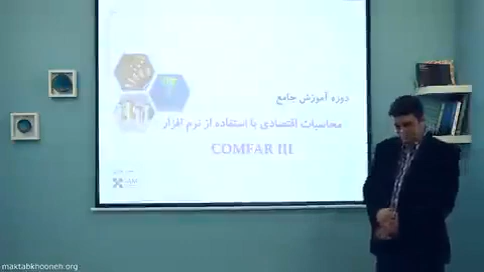 دوره آموزش جامع
محاسبات اقتصادی با استفاده از نرم افزار
COMFAR III
maktabkhooneh.org